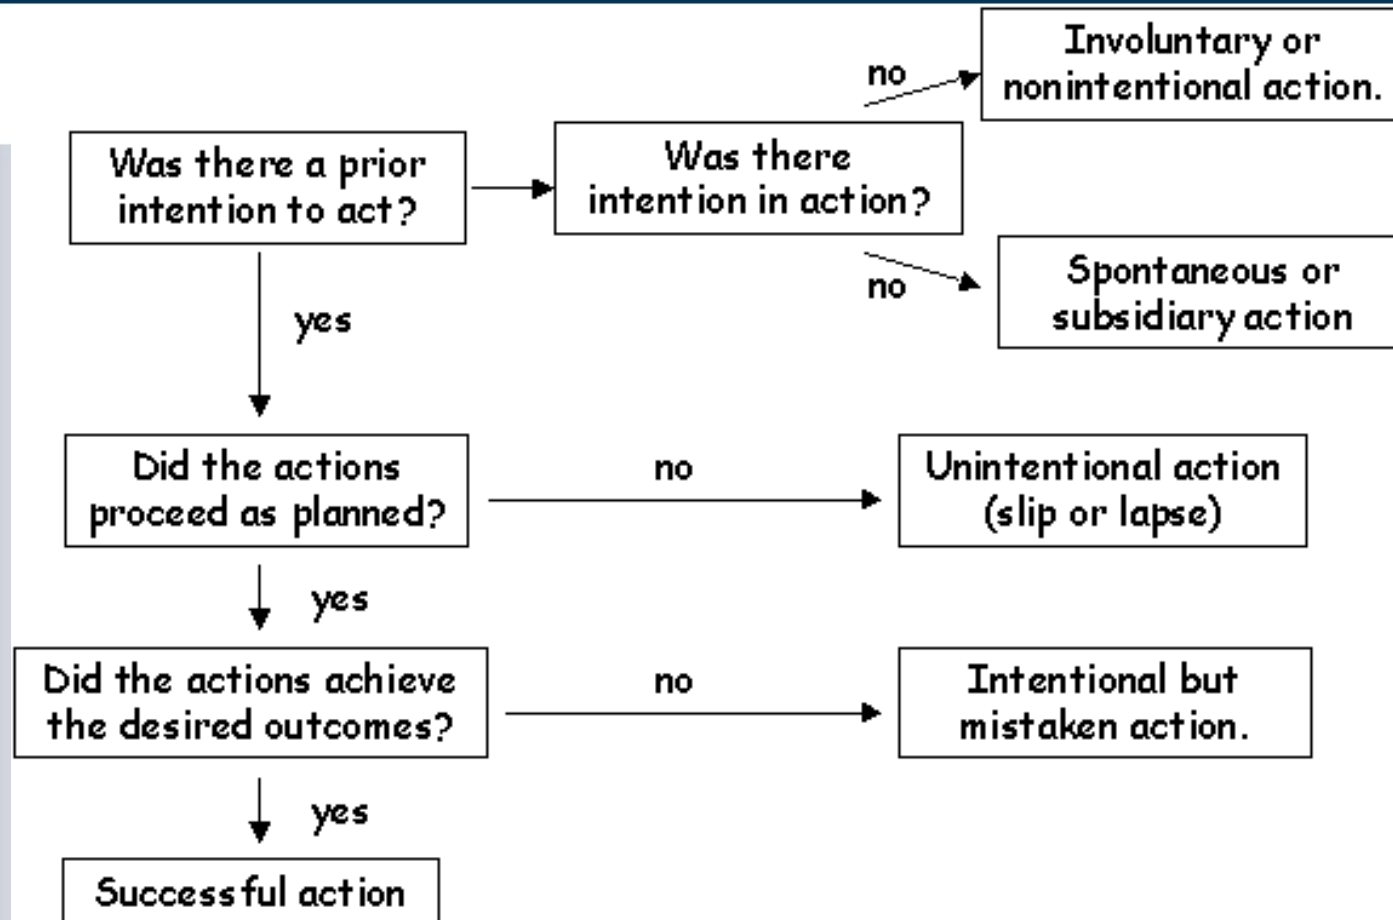 Involuntary or
nonintentional action.
no
Was there a prior
intention to act?
Was there
intention in action?
no
Spontaneous or
subsidiary action
yes
Did the actions
proceed as planned?
no
Unintentional action
(slip or lapse)
yes
Did the actions achieve
the desired outcomes?
no
Intentional but
mistaken action.
yes
Successful action